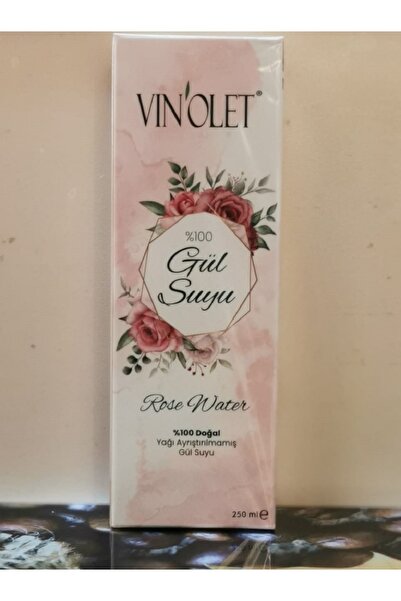 VIN'OLET®
%100
Gül
Suyu
Rose Water
%100 Doğal
Yağı Ayrıştırılmamış
Gül Suyu
250 ml ℮